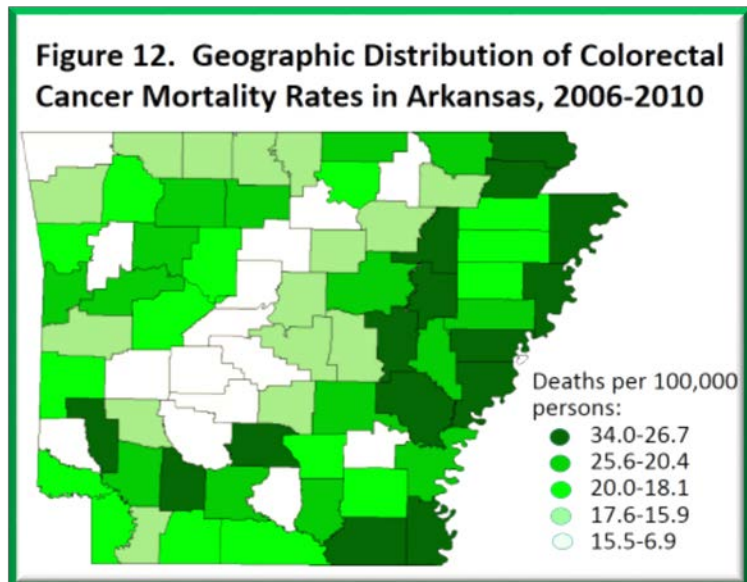 Figure 12.  Geographic Distribution of Colorectal
Cancer Mortality Rates in Arkansas, 2006-2010
Deaths per 100,000
persons:
34.0-26.7
25.6-20.4
20.0-18.1
17.6-15.9
15.5-6.9